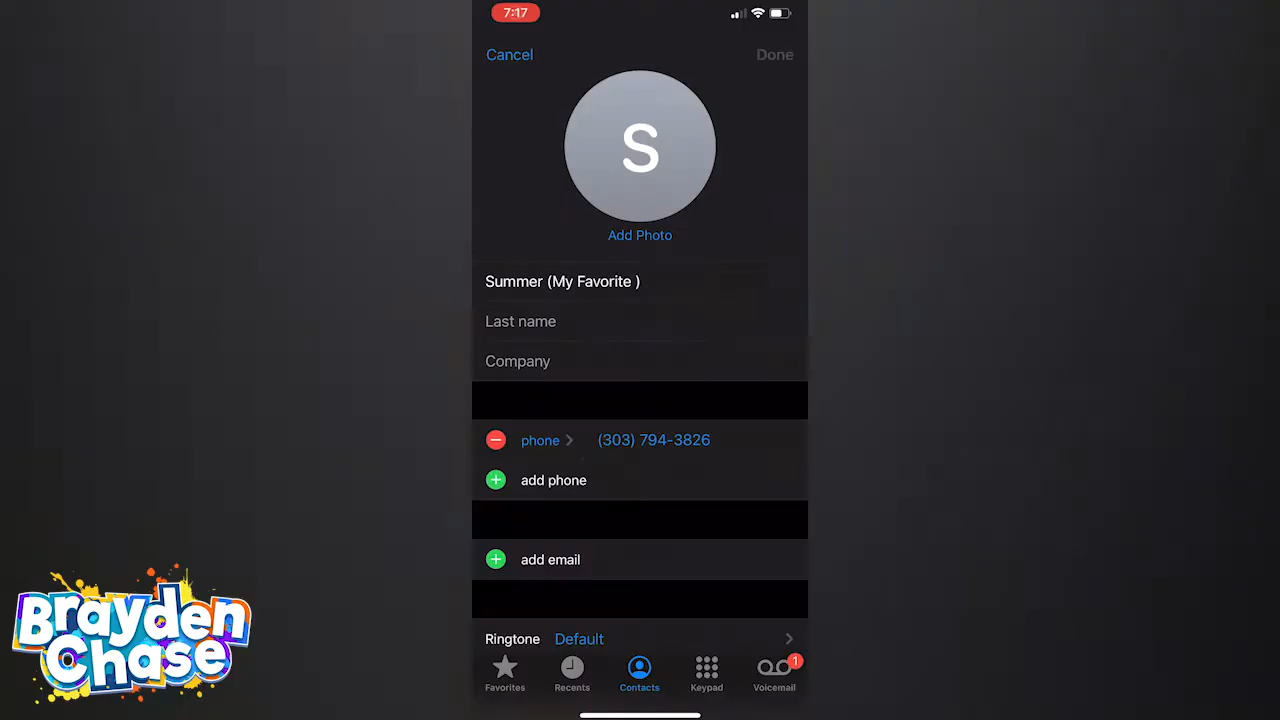 7:17
Cancel
Done
S
Add Photo
Summer (My Favorite )
Last name
Company
phone
(303) 794-3826
add phone
add email
Ringtone Default
Favorites
Recents
Contacts
Keypad
1
Voicemail
Brayden
Chase